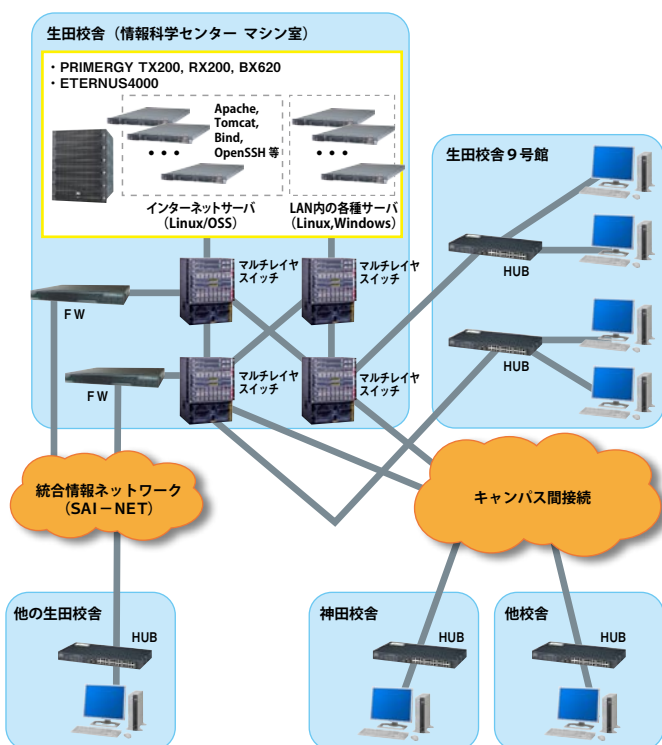 生田校舎（情報科学センター マシン室）
・PRIMERGY TX200, RX200, BX620
・ETERNUS4000
Apache,
Tomcat,
Bind,
OpenSSH 等
・・・
・・・
インターネットサーバ
（Linux/OSS）
LAN内の各種サーバ
（Linux,Windows）
マルチレイヤ
スイッチ
マルチレイヤ
スイッチ
ＦＷ
マルチレイヤ
スイッチ
マルチレイヤ
スイッチ
ＦＷ
生田校舎９号館
HUB
HUB
統合情報ネットワーク
（SAI－NET）
キャンパス間接続
他の生田校舎
HUB
神田校舎
HUB
他校舎
HUB